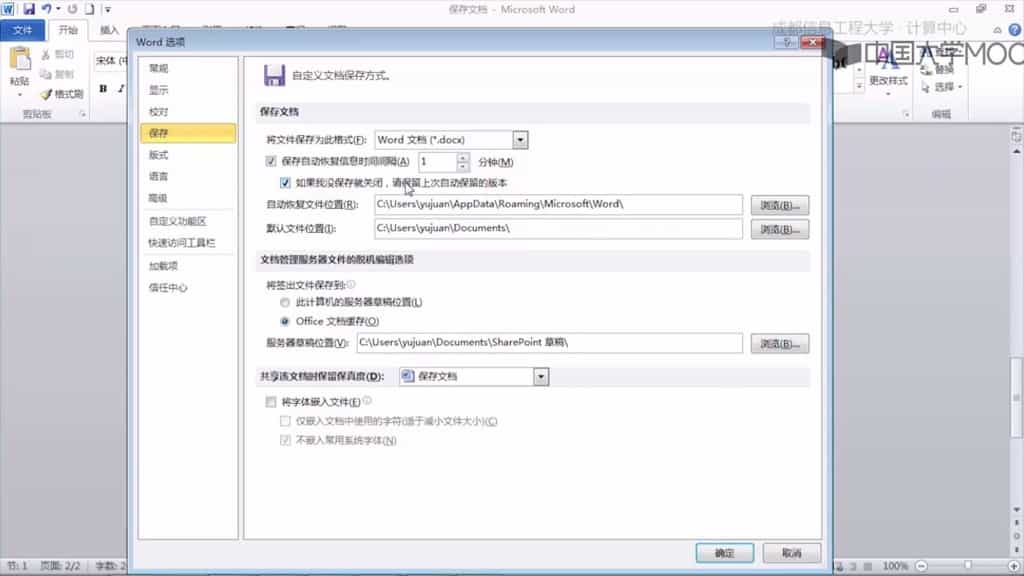 保存文档 - Microsoft Word
成都信息工程大学 · 计算中心
中国大学MOOC
文件 开始 插入
剪切
复制
粘贴
格式刷
剪贴板
宋体 (中
B I
更改样式
替换
选择
编辑
Word 选项
常规
显示
校对
保存
版式
语言
高级
自定义功能区
快速访问工具栏
加载项
信任中心
自定义文档保存方式。
保存文档
将文件保存为此格式(F): Word 文档 (*.docx)
保存自动恢复信息时间间隔(A) 1 分钟(M)
如果我没保存就关闭，请保留上次自动保留的版本
自动恢复文件位置(R): C:\Users\yujuan\AppData\Roaming\Microsoft\Word\ 浏览(B)...
默认文件位置(I): C:\Users\yujuan\Documents\ 浏览(B)...
文档管理服务器文件的脱机编辑选项
将签出文件保存到:
此计算机的服务器草稿位置(L)
Office 文档缓存(O)
服务器草稿位置(V): C:\Users\yujuan\Documents\SharePoint 草稿\ 浏览(B)...
共享该文档时保留保真度(D): 保存文档
将字体嵌入文件(E)
仅嵌入文档中使用的字符(适于减小文件大小)(C)
不嵌入常用系统字体(N)
确定 取消
节: 1 页面: 2/2 字数: 2
100%